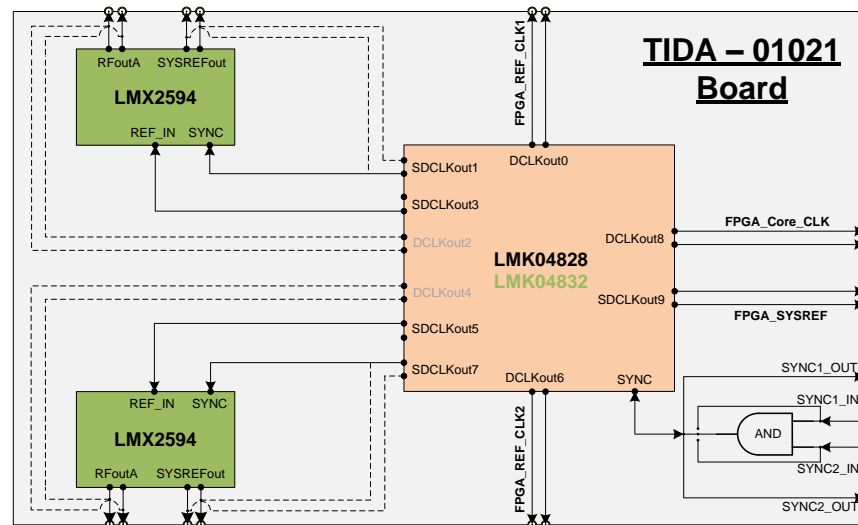 TIDA – 01021
Board
RFoutA
SYSREFout
LMX2594
REF_IN
SYNC
FPGA_REF_CLK1
DCLKout0
SDCLKout1
SDCLKout3
DCLKout2
DCLKout4
SDCLKout5
SDCLKout7
LMK04828
LMK04832
DCLKout8
SDCLKout9
DCLKout6
SYNC
FPGA_Core_CLK
FPGA_SYSREF
FPGA_REF_CLK2
REF_IN
SYNC
LMX2594
RFoutA
SYSREFout
SYNC1_OUT
SYNC1_IN
AND
SYNC2_IN
SYNC2_OUT